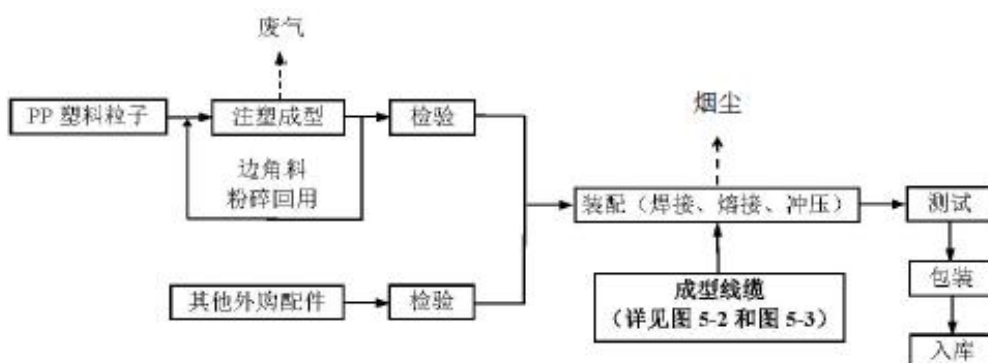 废气
PP 塑料粒子
注塑成型
检验
边角料
粉碎回用
烟尘
装配（焊接、熔接、冲压）
测试
其他外购配件
检验
成型线缆
（详见图 5-2 和图 5-3）
包装
入库